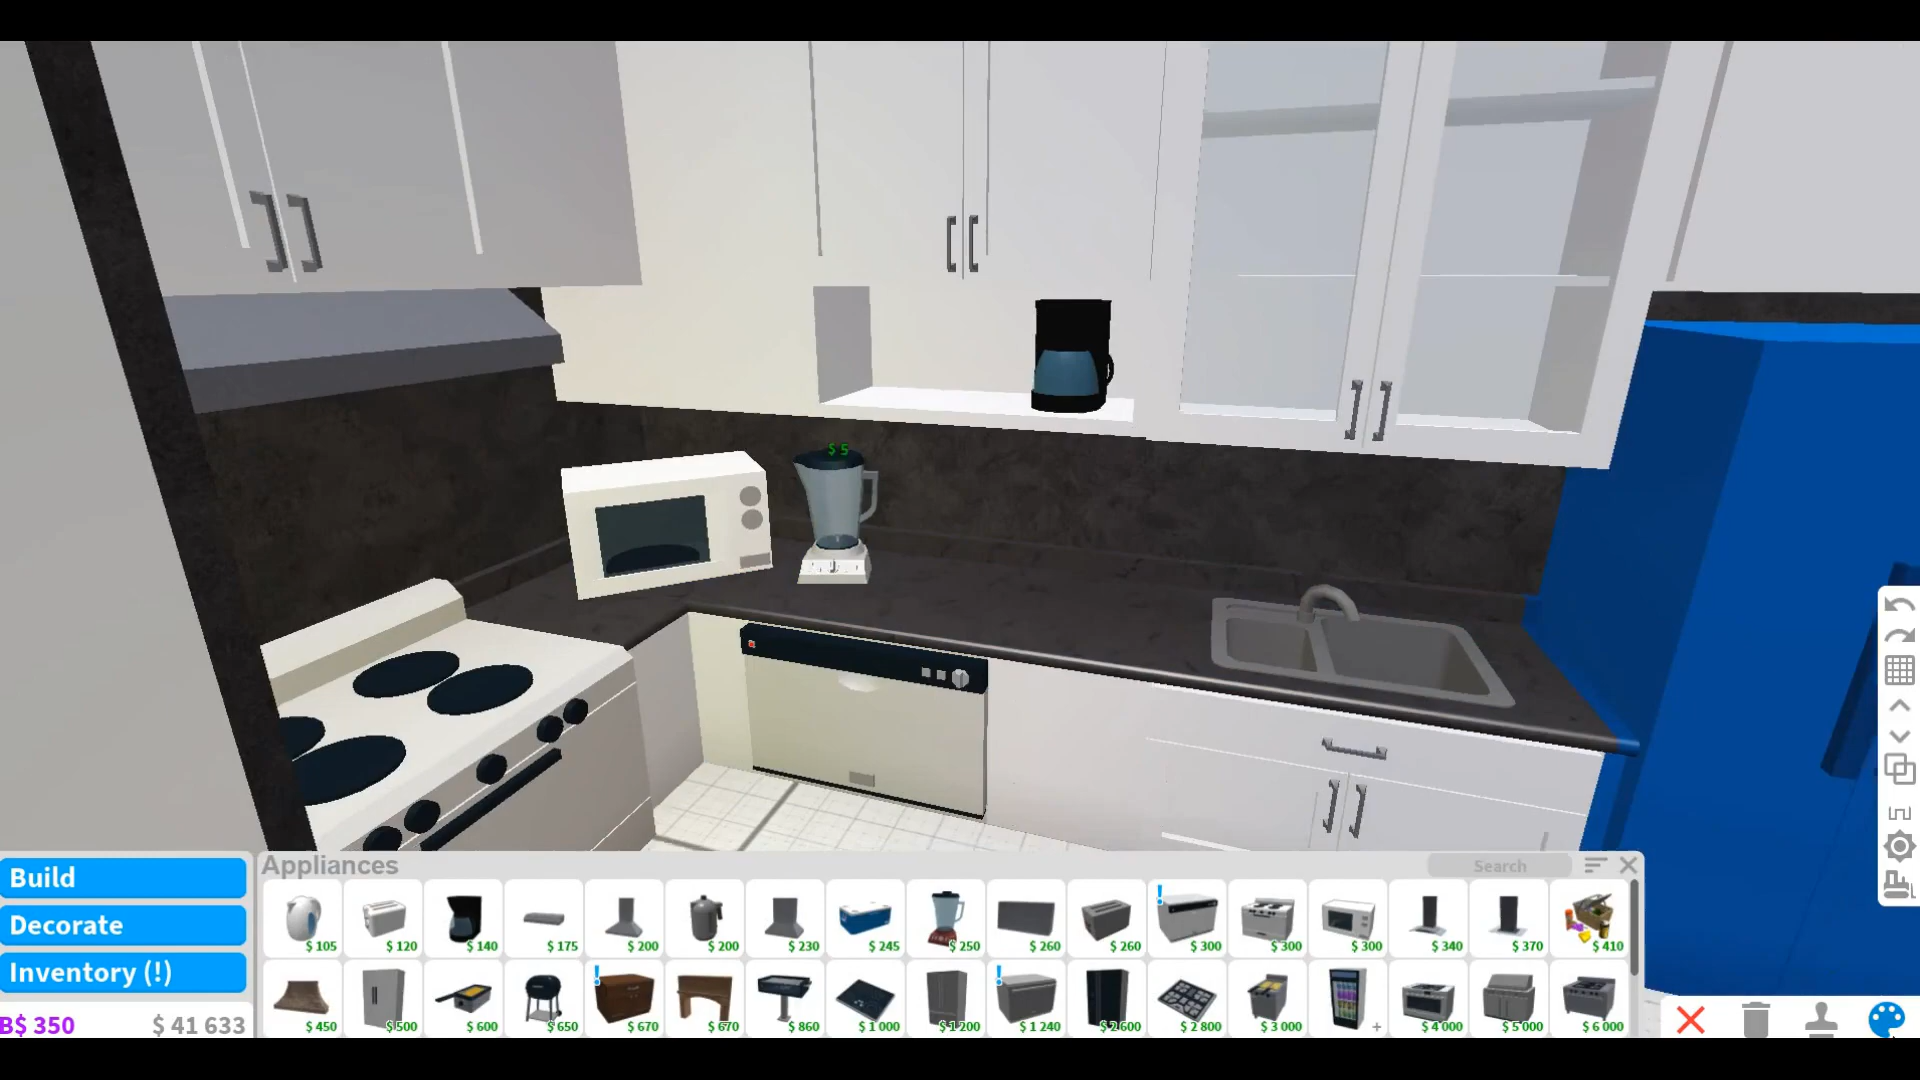 $ 5
Build
Decorate
Inventory (!)
B$ 350
$ 41 633
Appliances
Search
$ 105
$ 120
$ 140
$ 175
$ 200
$ 200
$ 230
$ 245
$ 250
$ 260
$ 260
!
$ 300
$ 300
$ 300
$ 340
$ 370
$ 410
$ 450
$ 500
$ 600
$ 650
!
$ 670
$ 670
$ 860
$ 1 000
$ 1 200
!
$ 1 240
$ 2 600
$ 2 800
$ 3 000
+
$ 4 000
$ 5 000
$ 6 000